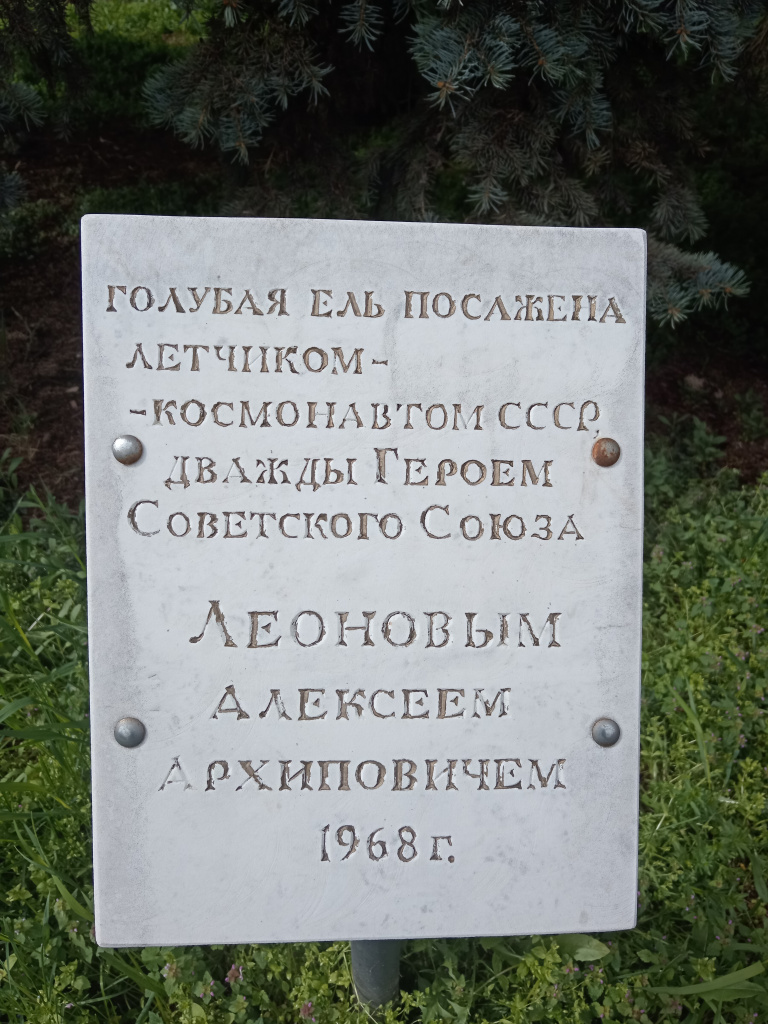 ГОЛУБАЯ ЕЛЬ ПОСАЖЕНА
ЛЕТЧИКОМ-
-КОСМОНАВТОМ СССР,
ДВАЖДЫ ГЕРОЕМ
СОВЕТСКОГО СОЮЗА
ЛЕОНОВЫМ
АЛЕКСЕЕМ
АРХИПОВИЧЕМ
1968 г.